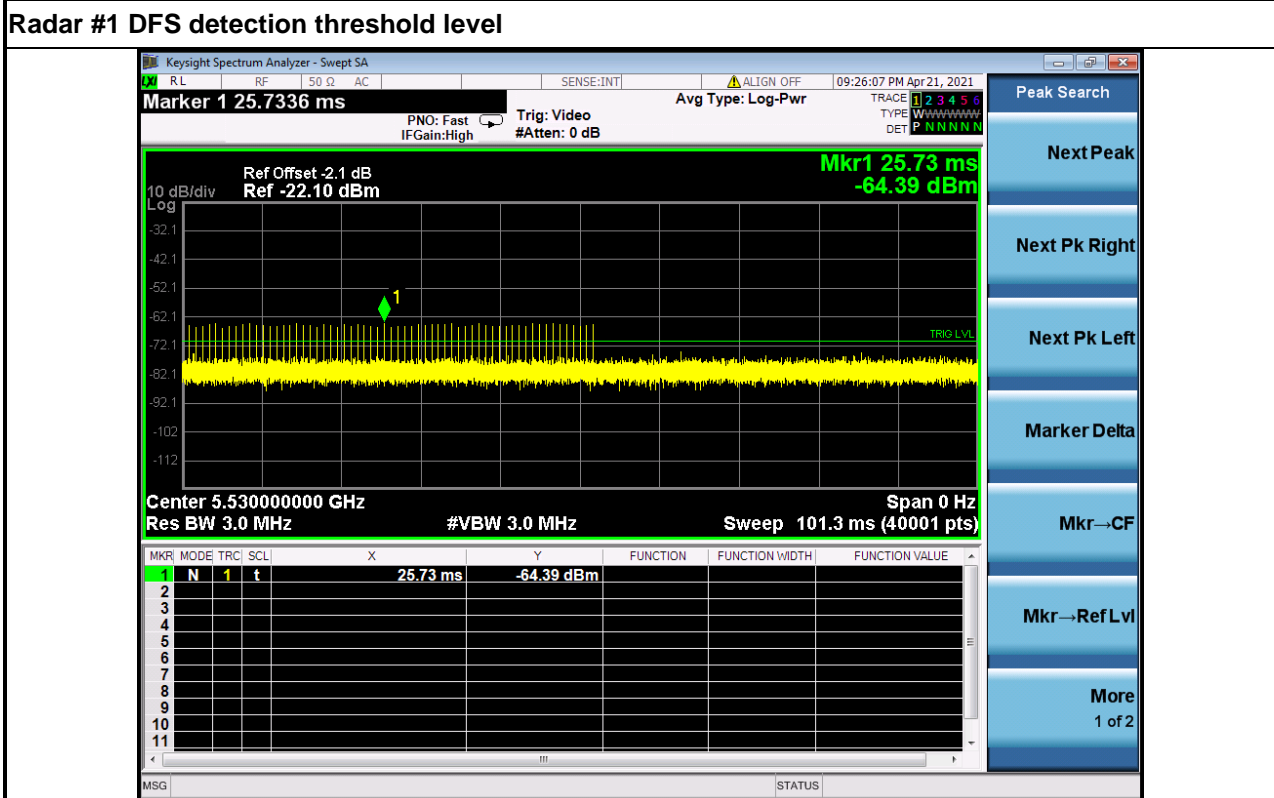 Radar #1 DFS detection threshold level
Keysight Spectrum Analyzer - Swept SA
LXI RL RF 50 Ω AC SENSE:INT ALIGN OFF 09:26:07 PM Apr 21, 2021
Marker 1 25.7336 ms
PNO: Fast
IFGain:High
Trig: Video
#Atten: 0 dB
Avg Type: Log-Pwr
TRACE 1 2 3 4 5 6
TYPE WWWWWW
DET P N N N N N
Ref Offset -2.1 dB
10 dB/div Ref -22.10 dBm
Log
Mkr1 25.73 ms
-64.39 dBm
-32.1
-42.1
-52.1
1
-62.1
TRIG LVL
-72.1
-82.1
-92.1
-102
-112
Center 5.530000000 GHz Span 0 Hz
Res BW 3.0 MHz #VBW 3.0 MHz Sweep 101.3 ms (40001 pts)
MKR MODE TRC SCL X Y FUNCTION FUNCTION WIDTH FUNCTION VALUE
1 N 1 t 25.73 ms -64.39 dBm
2
3
4
5
6
7
8
9
10
11
MSG STATUS
Peak Search
Next Peak
Next Pk Right
Next Pk Left
Marker Delta
Mkr→CF
Mkr→Ref Lvl
More
1 of 2